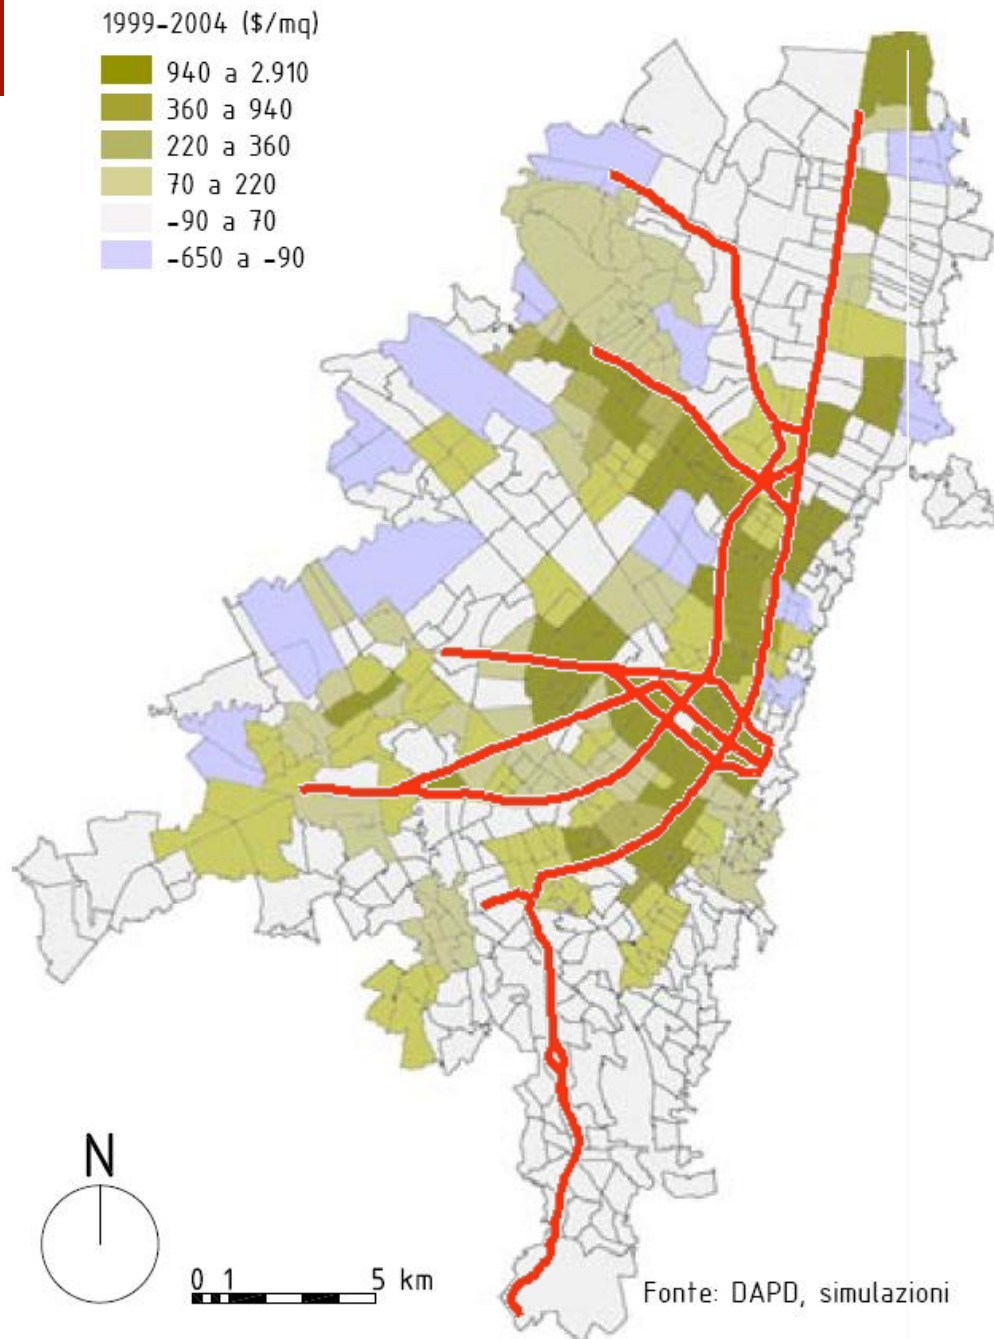 1999-2004 ($/mq)
940 a 2.910
360 a 940
220 a 360
70 a 220
-90 a 70
-650 a -90
N
0 1 5 km
Fonte: DAPD, simulazioni